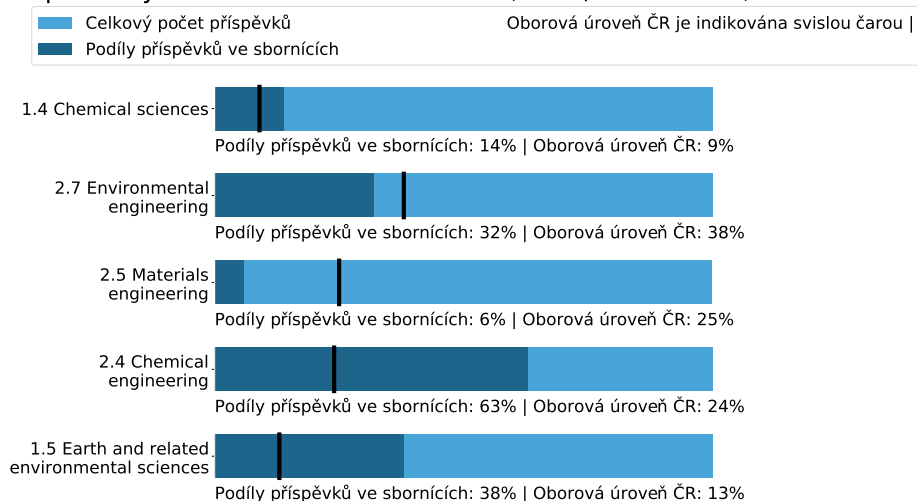 Celkový počet příspěvků
Oborová úroveň ČR je indikována svislou čarou |
Podíly příspěvků ve sbornících
1.4 Chemical sciences
Podíly příspěvků ve sbornících: 14% | Oborová úroveň ČR: 9%
2.7 Environmental
engineering
Podíly příspěvků ve sbornících: 32% | Oborová úroveň ČR: 38%
2.5 Materials
engineering
Podíly příspěvků ve sbornících: 6% | Oborová úroveň ČR: 25%
2.4 Chemical
engineering
Podíly příspěvků ve sbornících: 63% | Oborová úroveň ČR: 24%
1.5 Earth and related
environmental sciences
Podíly příspěvků ve sbornících: 38% | Oborová úroveň ČR: 13%